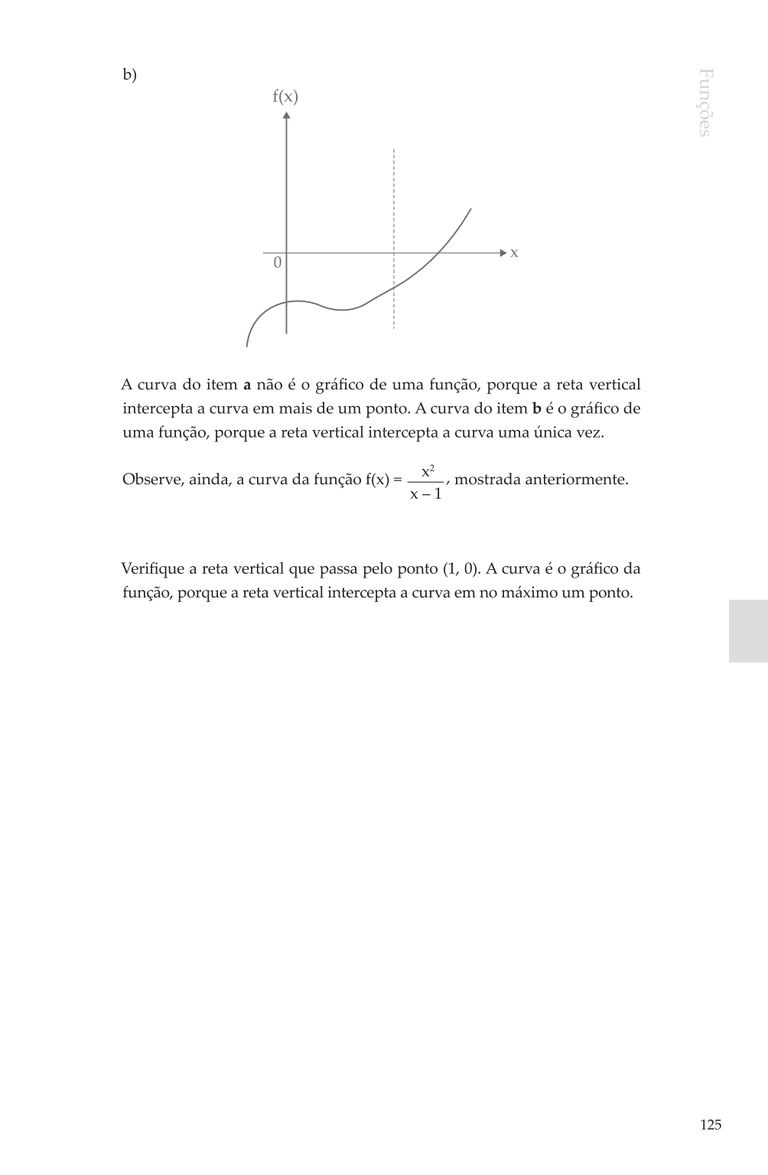 b)
Funções
f(x)
x
0
A curva do item a não é o gráfico de uma função, porque a reta vertical
intercepta a curva em mais de um ponto. A curva do item b é o gráfico de
uma função, porque a reta vertical intercepta a curva uma única vez.
Observe, ainda, a curva da função f(x) = x² / x – 1, mostrada anteriormente.
Verifique a reta vertical que passa pelo ponto (1, 0). A curva é o gráfico da
função, porque a reta vertical intercepta a curva em no máximo um ponto.
125